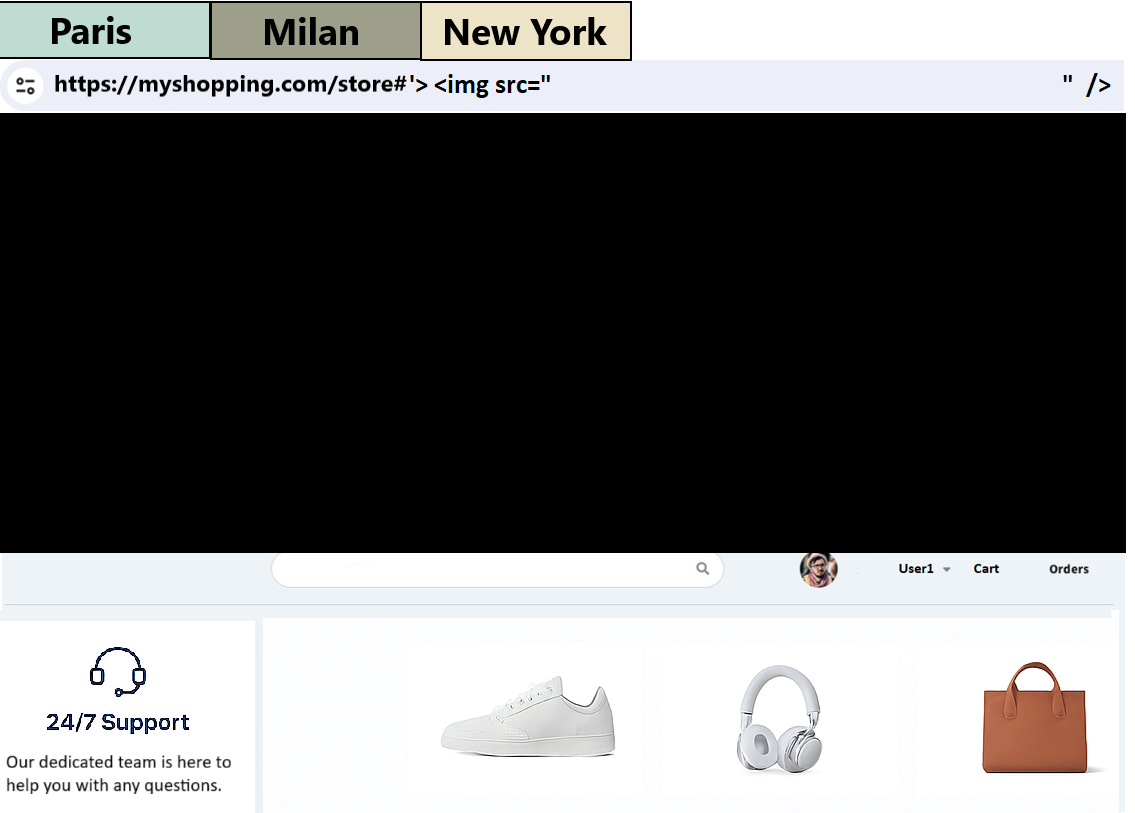 Paris Milan New York
https://myshopping.com/store#'> <img src=" " />
User1 Cart Orders
24/7 Support
Our dedicated team is here to
help you with any questions.